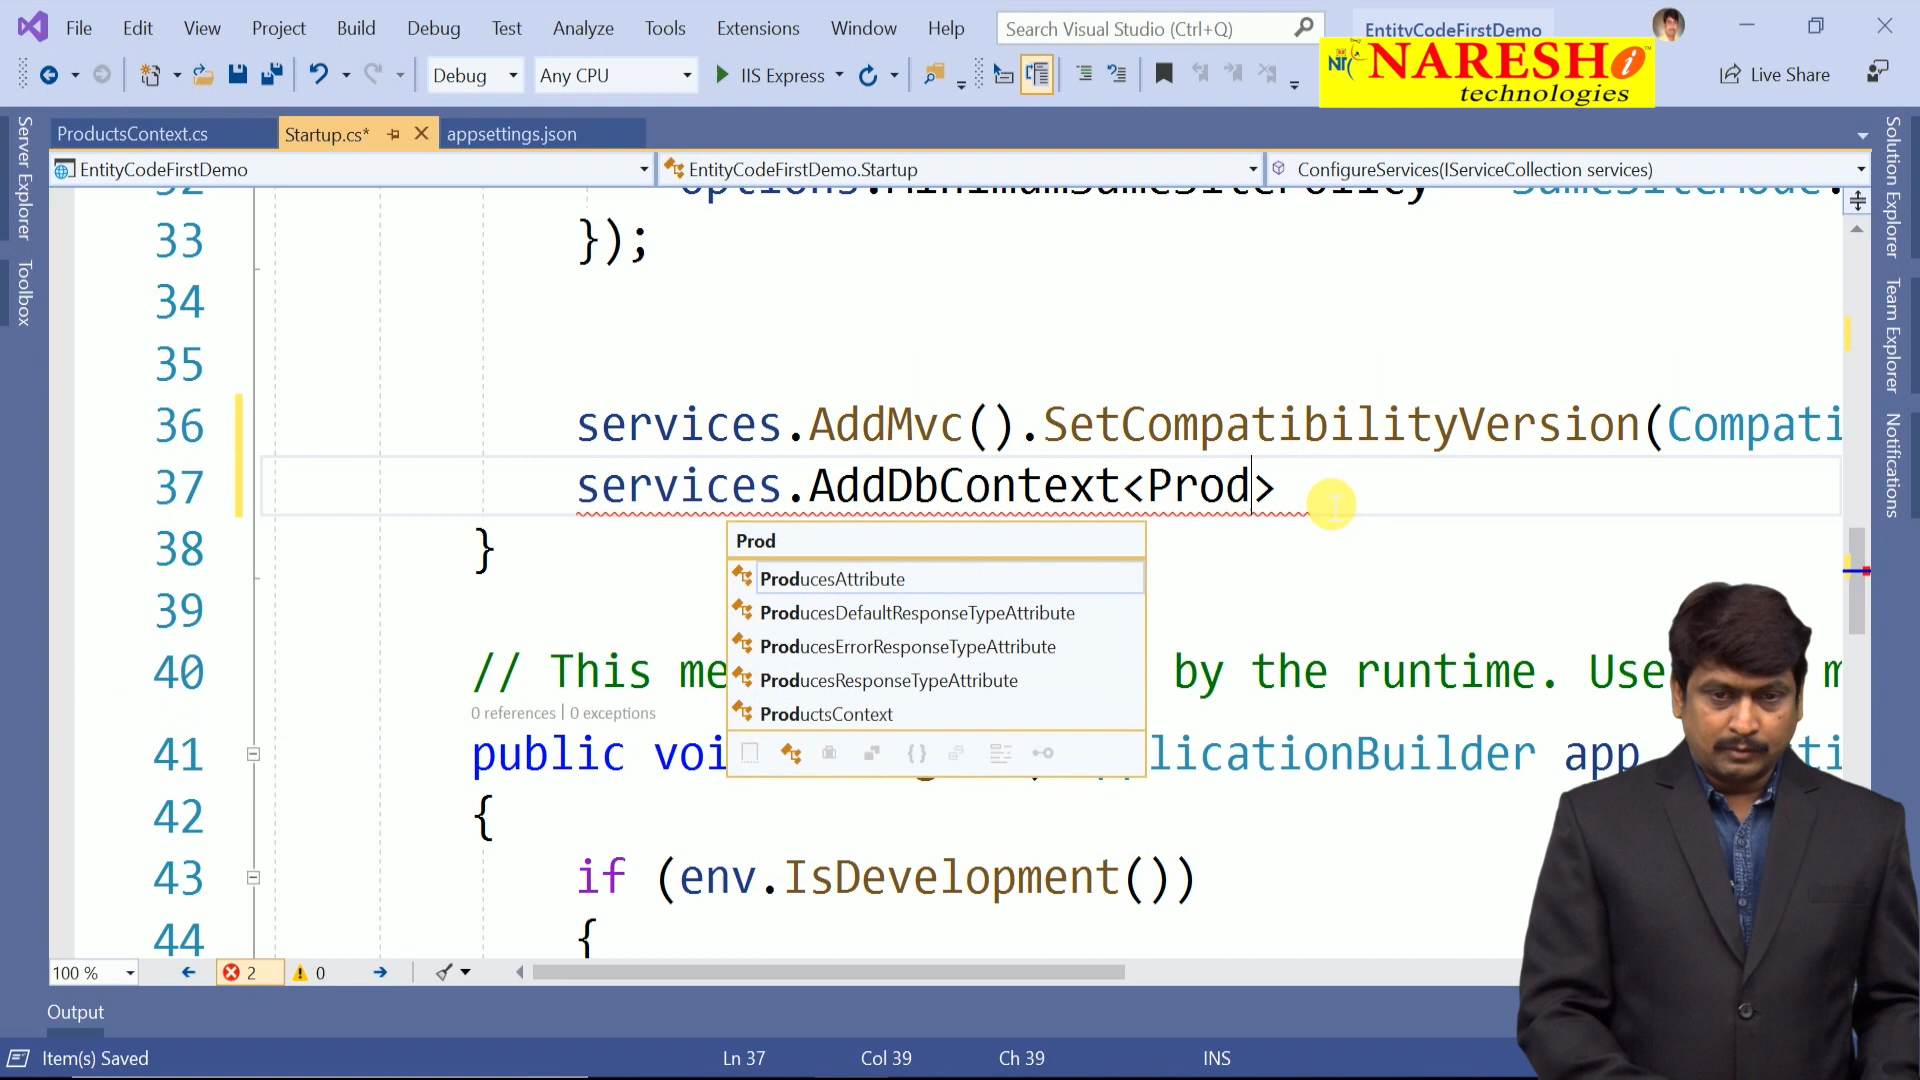 File Edit View Project Build Debug Test Analyze Tools Extensions Window Help Search Visual Studio (Ctrl+Q) EntityCodeFirstDemo
Debug Any CPU IIS Express Live Share
NARESH i
technologies
ProductsContext.cs Startup.cs* appsettings.json
EntityCodeFirstDemo EntityCodeFirstDemo.Startup ConfigureServices(IServiceCollection services)
Server Explorer
Toolbox
Solution Explorer
Team Explorer
Notifications
32 options.MinimumSameSitePolicy SameSiteMode.
33 });
34
35
36 services.AddMvc().SetCompatibilityVersion(Compati
37 services.AddDbContext<Prod>
38 }
39
Prod
ProducesAttribute
ProducesDefaultResponseTypeAttribute
ProducesErrorResponseTypeAttribute
ProducesResponseTypeAttribute
ProductsContext
40 // This me by the runtime. Use m
0 references | 0 exceptions
41 public voi licationBuilder app
42 {
43 if (env.IsDevelopment())
44 {
100 % 2 0
Output
Item(s) Saved Ln 37 Col 39 Ch 39 INS